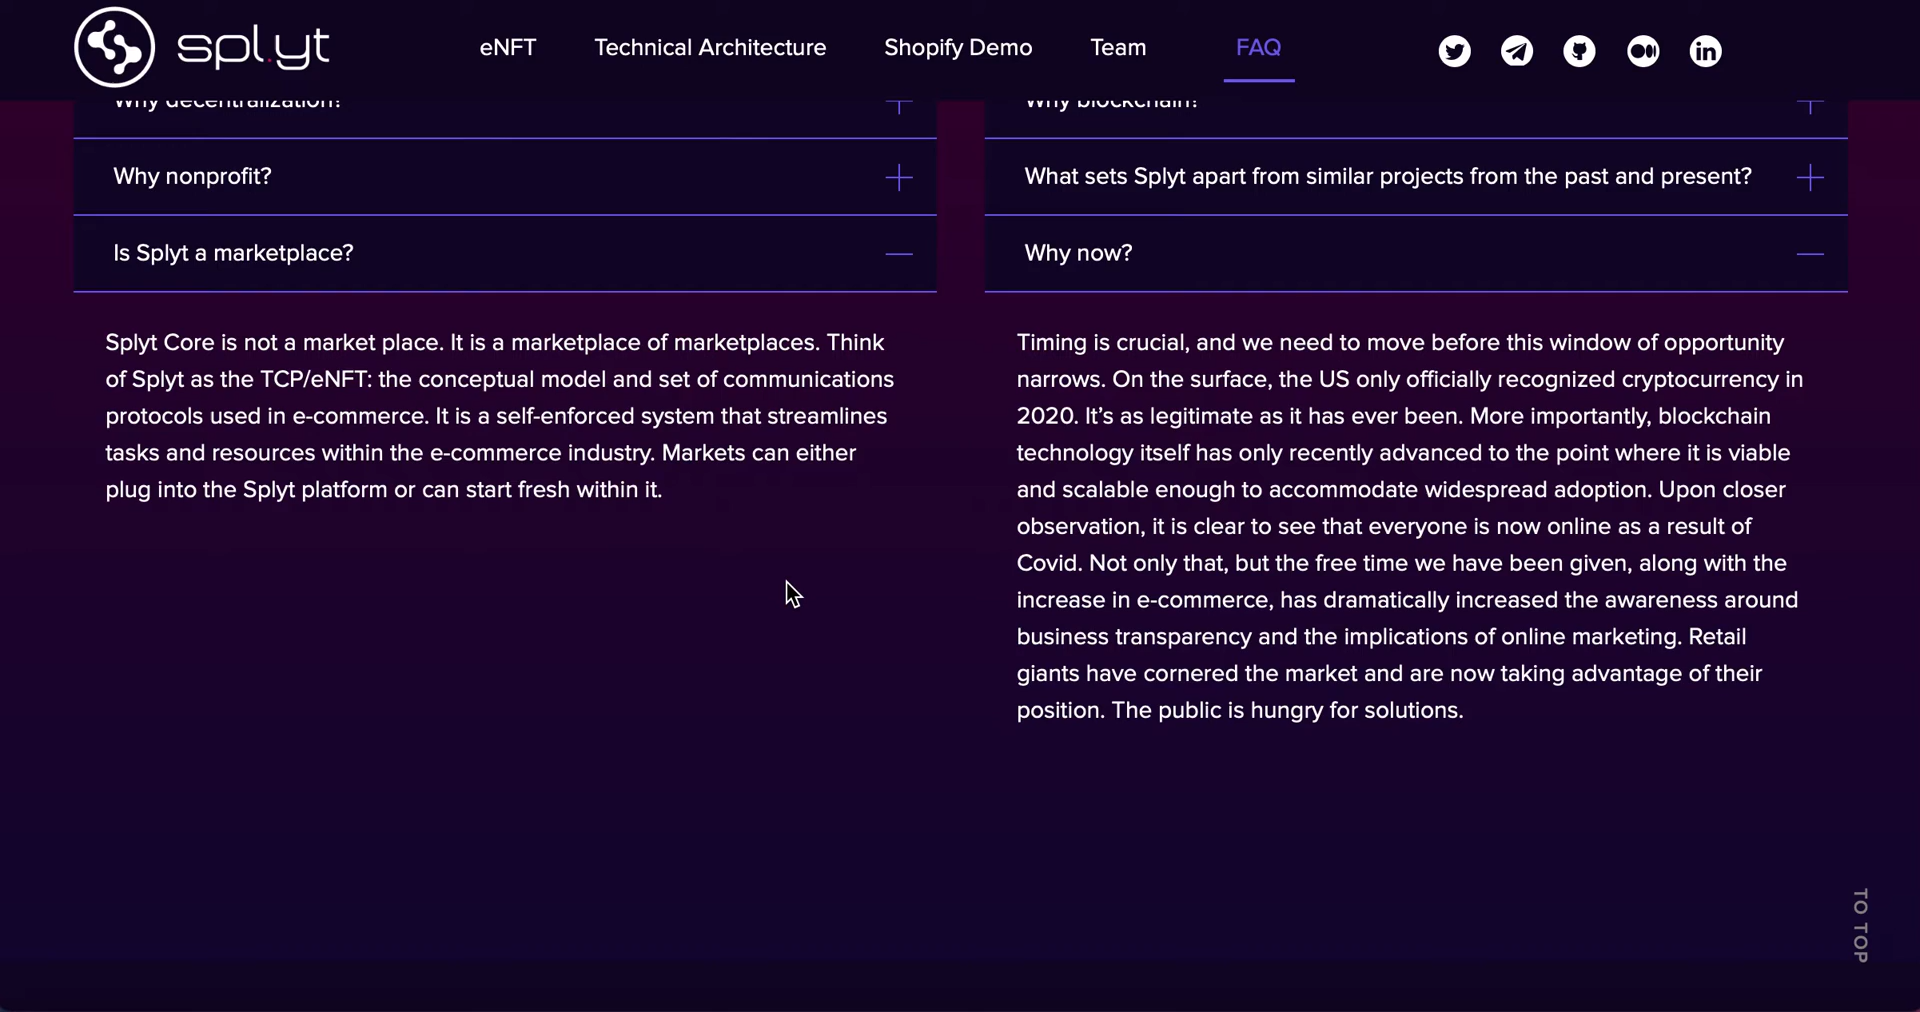 spl.yt
eNFT
Technical Architecture
Shopify Demo
Team
FAQ
Why decentralization?
Why nonprofit?
Is Splyt a marketplace?
Splyt Core is not a market place. It is a marketplace of marketplaces. Think
of Splyt as the TCP/eNFT: the conceptual model and set of communications
protocols used in e-commerce. It is a self-enforced system that streamlines
tasks and resources within the e-commerce industry. Markets can either
plug into the Splyt platform or can start fresh within it.
Why blockchain?
What sets Splyt apart from similar projects from the past and present?
Why now?
Timing is crucial, and we need to move before this window of opportunity
narrows. On the surface, the US only officially recognized cryptocurrency in
2020. It’s as legitimate as it has ever been. More importantly, blockchain
technology itself has only recently advanced to the point where it is viable
and scalable enough to accommodate widespread adoption. Upon closer
observation, it is clear to see that everyone is now online as a result of
Covid. Not only that, but the free time we have been given, along with the
increase in e-commerce, has dramatically increased the awareness around
business transparency and the implications of online marketing. Retail
giants have cornered the market and are now taking advantage of their
position. The public is hungry for solutions.
TO TOP